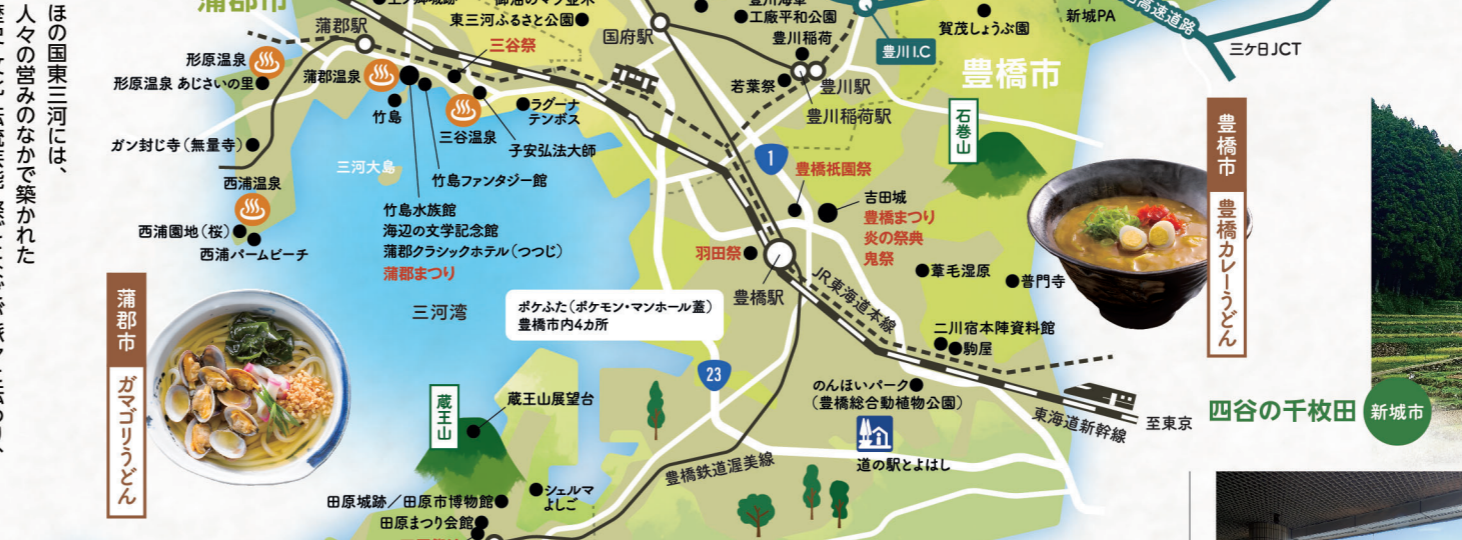 ほの国東三河には、
人々の営みのなかで築かれた
蒲郡市
蒲郡駅
東三河ふるさと公園
国府駅
工廠平和公園
豊川稲荷
賀茂しょうぶ園
新城PA
三ケ日JCT
豊川I.C
豊橋市
形原温泉
形原温泉 あじさいの里
蒲郡温泉
三谷祭
若葉祭
豊川駅
豊川稲荷駅
竹島
三谷温泉
ラグーナ
テンボス
子安弘法大師
石巻山
ガン封じ寺(無量寺)
三河大島
竹島ファンタジー館
1
豊橋祇園祭
西浦温泉
吉田城
豊橋まつり
炎の祭典
鬼祭
竹島水族館
海辺の文学記念館
蒲郡クラシックホテル(つつじ)
蒲郡まつり
西浦園地(桜)
西浦パームビーチ
羽田祭
豊橋駅
JR東海道本線
葦毛湿原
普門寺
豊橋市
豊橋カレーうどん
三河湾
ポケふた(ポケモン・マンホール蓋)
豊橋市内4カ所
二川宿本陣資料館
駒屋
蒲郡市
ガマゴリうどん
23
のんほいパーク
(豊橋総合動植物公園)
蔵王山
蔵王山展望台
東海道新幹線
至東京
四谷の千枚田
新城市
道の駅とよはし
豊橋鉄道渥美線
シェルマ
よしご
田原城跡/田原市博物館
田原まつり会館